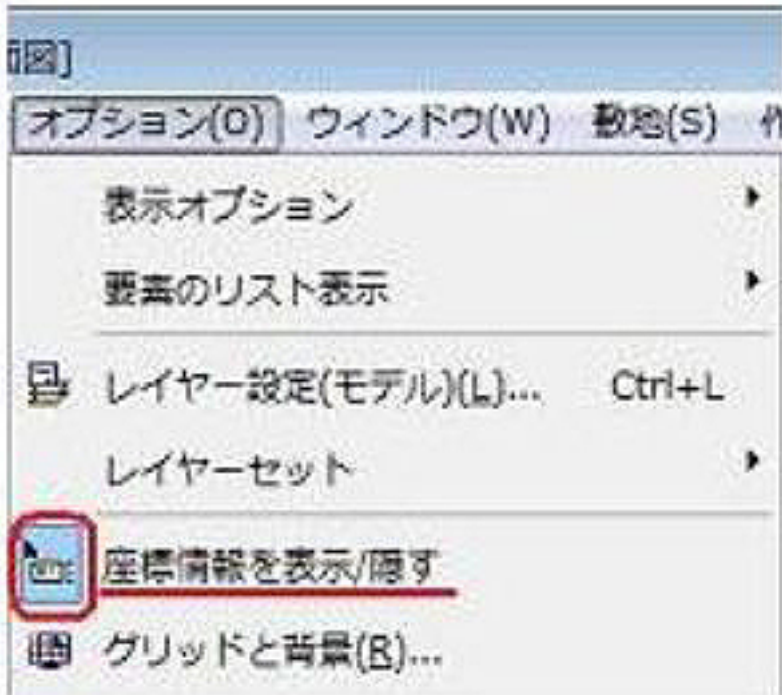 面図]
オプション(O) ウィンドウ(W) 敷地(S)
表示オプション
要素のリスト表示
レイヤー設定(モデル)(L)... Ctrl+L
レイヤーセット
座標情報を表示/隠す
グリッドと背景(R)...